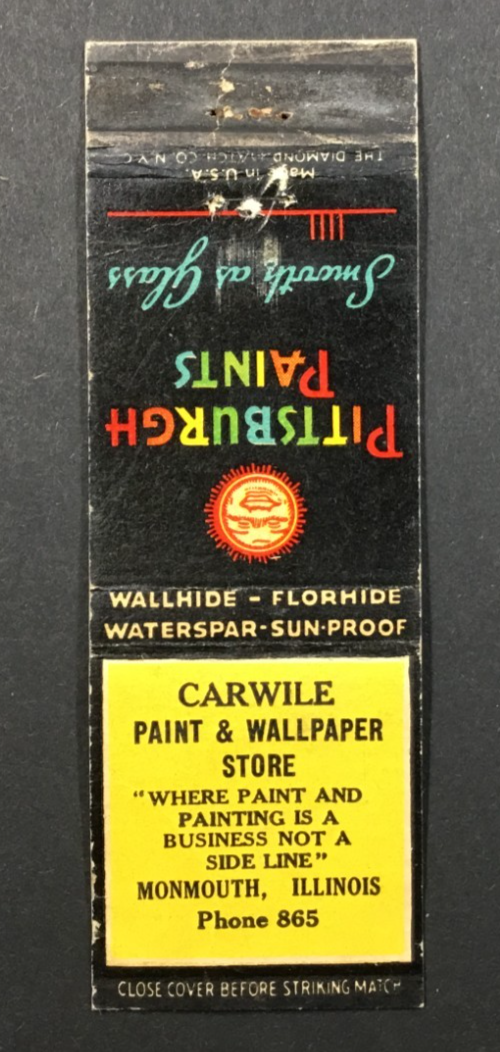 THE DIAMOND MATCH CO. N.Y.C.
Made in U.S.A.
Smooth as Glass
PITTSBURGH
PAINTS
WALLHIDE - FLORHIDE
WATERSPAR-SUN-PROOF
CARWILE
PAINT & WALLPAPER
STORE
"WHERE PAINT AND
PAINTING IS A
BUSINESS NOT A
SIDE LINE"
MONMOUTH, ILLINOIS
Phone 865
CLOSE COVER BEFORE STRIKING MATCH